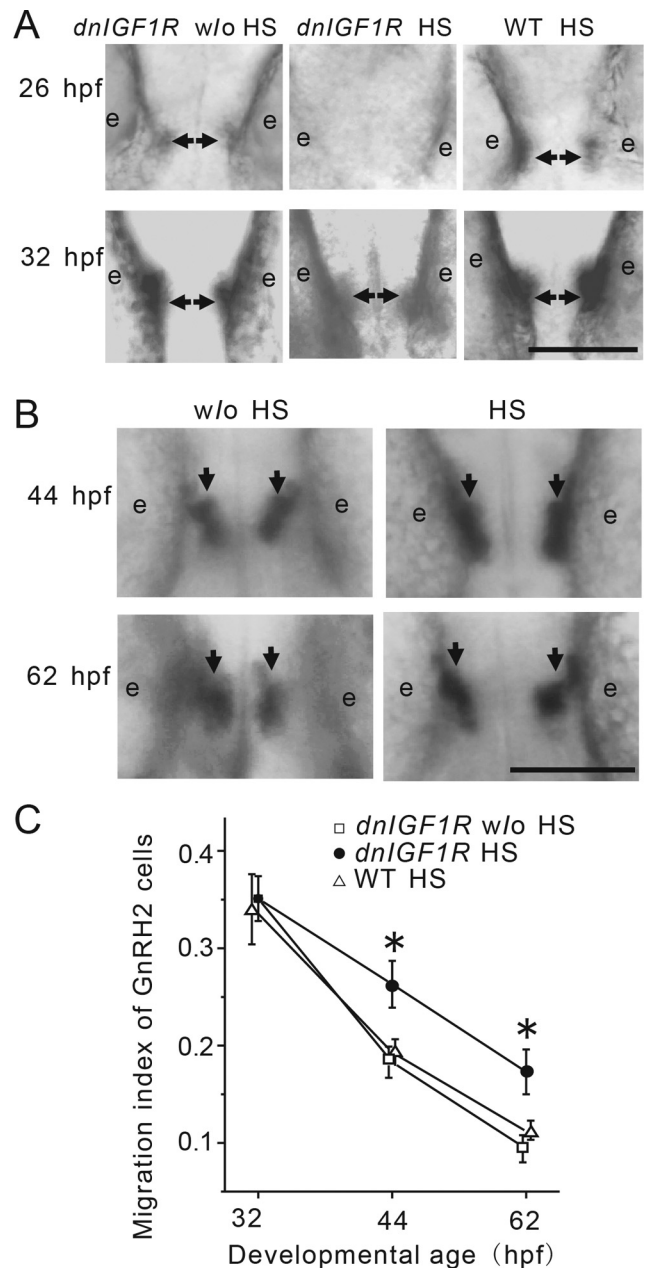 A
dnIGF1R w/o HS dnIGF1R HS WT HS
26 hpf
e e e e e e
32 hpf
e e e e e e
B
w/o HS HS
44 hpf
e e e e
62 hpf
e e e e
C
Migration index of GnRH2 cells
□ dnIGF1R w/o HS
● dnIGF1R HS
△ WT HS
0.4
0.3
0.2
0.1
* *
32 44 62
Developmental age (hpf)